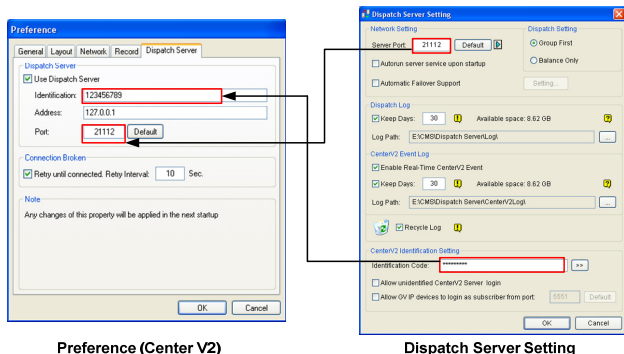 Preference
General Layout Network Record Dispatch Server
Dispatch Server
Use Dispatch Server
Identification: 123456789
Address: 127.0.0.1
Port: 21112 Default
Connection Broken
Retry until connected. Retry Interval: 10 Sec.
Note
Any changes of this property will be applied in the next startup
OK Cancel
Preference (Center V2)
Dispatch Server Setting
Network Setting
Server Port: 21112 Default
Autorun server service upon startup
Automatic Failover Support Setting...
Dispatch Setting
Group First
Balance Only
Dispatch Log
Keep Days: 30 Available space: 8.62 GB
Log Path: E:\CMS\Dispatch Server\Log\ ...
CenterV2 Event Log
Enable Real-Time CenterV2 Event
Keep Days: 30 Available space: 8.62 GB
Log Path: E:\CMS\Dispatch Server\CenterV2Log\ ...
Recycle Log
CenterV2 Identification Setting
Identification Code: ********* >>
Allow unidentified CenterV2 Server login
Allow GV IP devices to login as subscriber from port: 5551 Default
OK Cancel
Dispatch Server Setting